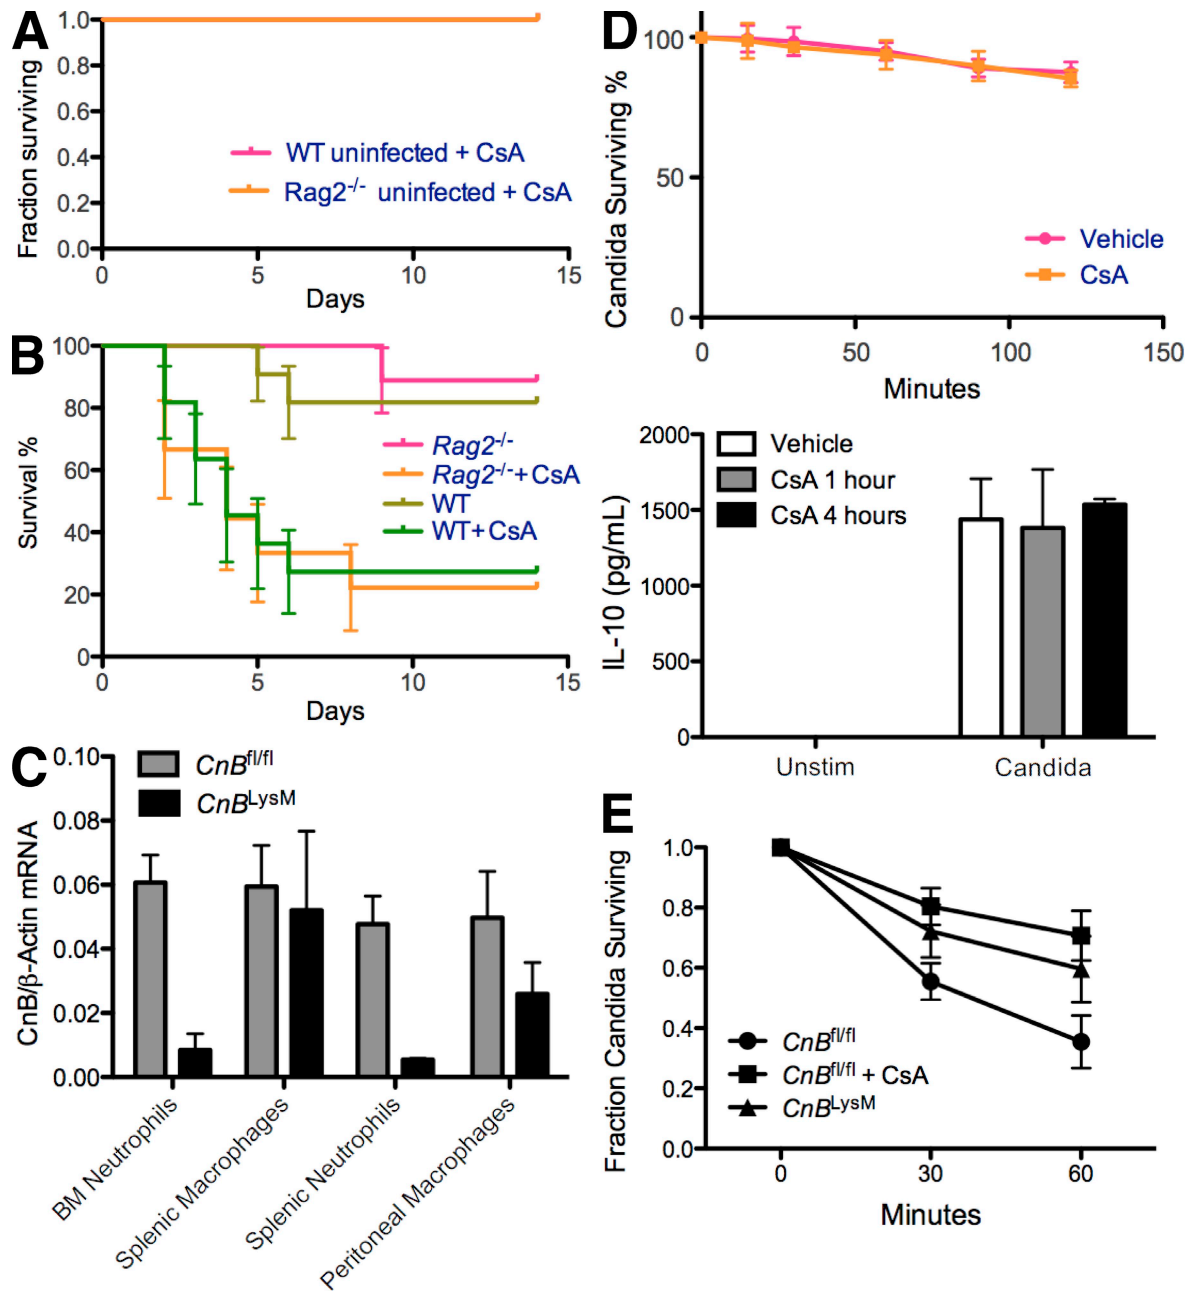 A
Fraction surviving
1.0
0.8
0.6
0.4
0.2
0.0
WT uninfected + CsA
Rag2-/- uninfected + CsA
0 5 10 15
Days
B
Survival %
100
80
60
40
20
0
Rag2-/-
Rag2-/-+CsA
WT
WT+CsA
0 5 10 15
Days
C
CnB/β-Actin mRNA
0.10
0.08
0.06
0.04
0.02
0.00
CnBfl/fl
CnBLysM
BM Neutrophils
Splenic Macrophages
Splenic Neutrophils
Peritoneal Macrophages
D
Candida Surviving %
100
50
0
Vehicle
CsA
0 50 100 150
Minutes
IL-10 (pg/mL)
2000
1500
1000
500
0
Vehicle
CsA 1 hour
CsA 4 hours
Unstim Candida
E
Fraction Candida Surviving
1.0
0.8
0.6
0.4
0.2
0.0
CnBfl/fl
CnBfl/fl + CsA
CnBLysM
0 30 60
Minutes